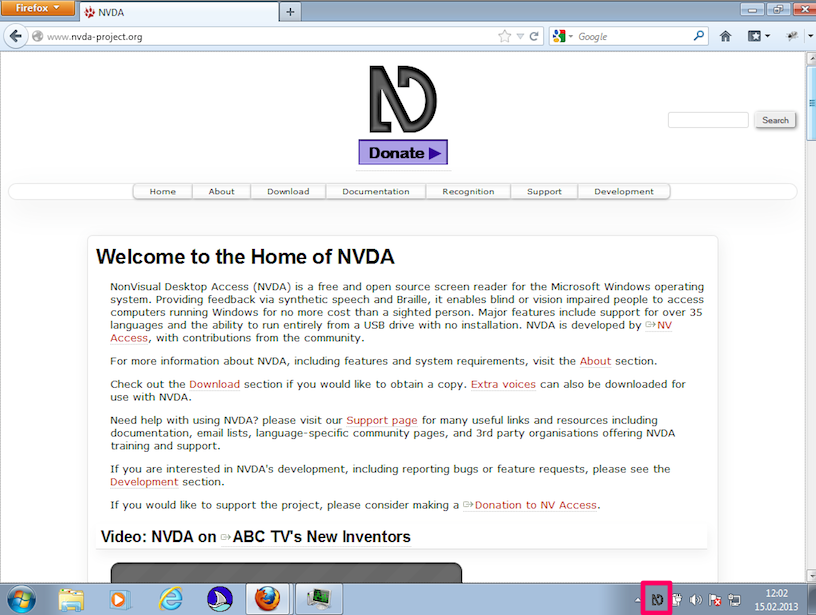 Firefox
NVDA
www.nvda-project.org
Google
Donate
Search
Home About Download Documentation Recognition Support Development
Welcome to the Home of NVDA
NonVisual Desktop Access (NVDA) is a free and open source screen reader for the Microsoft Windows operating
system. Providing feedback via synthetic speech and Braille, it enables blind or vision impaired people to access
computers running Windows for no more cost than a sighted person. Major features include support for over 35
languages and the ability to run entirely from a USB drive with no installation. NVDA is developed by NV
Access, with contributions from the community.
For more information about NVDA, including features and system requirements, visit the About section.
Check out the Download section if you would like to obtain a copy. Extra voices can also be downloaded for
use with NVDA.
Need help with using NVDA? please visit our Support page for many useful links and resources including
documentation, email lists, language-specific community pages, and 3rd party organisations offering NVDA
training and support.
If you are interested in NVDA's development, including reporting bugs or feature requests, please see the
Development section.
If you would like to support the project, please consider making a Donation to NV Access.
Video: NVDA on ABC TV's New Inventors
12:02
15.02.2013